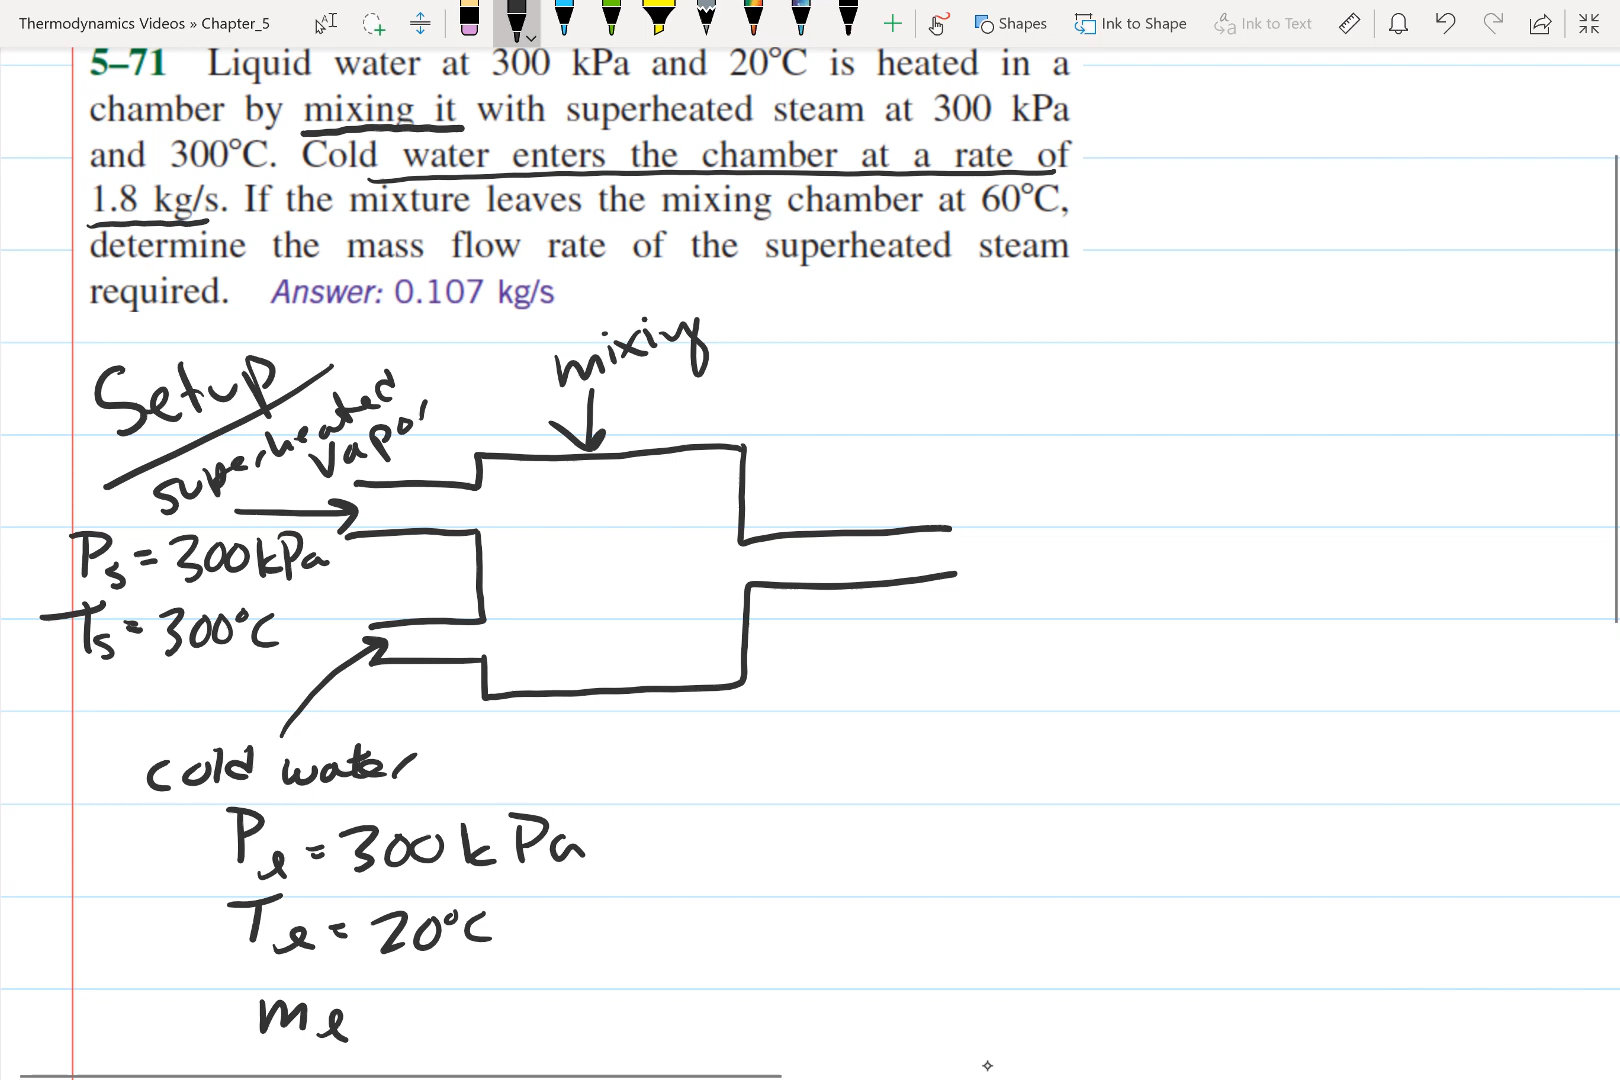 Thermodynamics Videos » Chapter_5
Shapes
Ink to Shape
Ink to Text
5–71 Liquid water at 300 kPa and 20°C is heated in a
chamber by mixing it with superheated steam at 300 kPa
and 300°C. Cold water enters the chamber at a rate of
1.8 kg/s. If the mixture leaves the mixing chamber at 60°C,
determine the mass flow rate of the superheated steam
required. Answer: 0.107 kg/s
mixing
Setup
superheated
vapor
Ps = 300 kPa
Ts = 300°C
cold water
Pℓ = 300 kPa
Tℓ = 20°C
mℓ